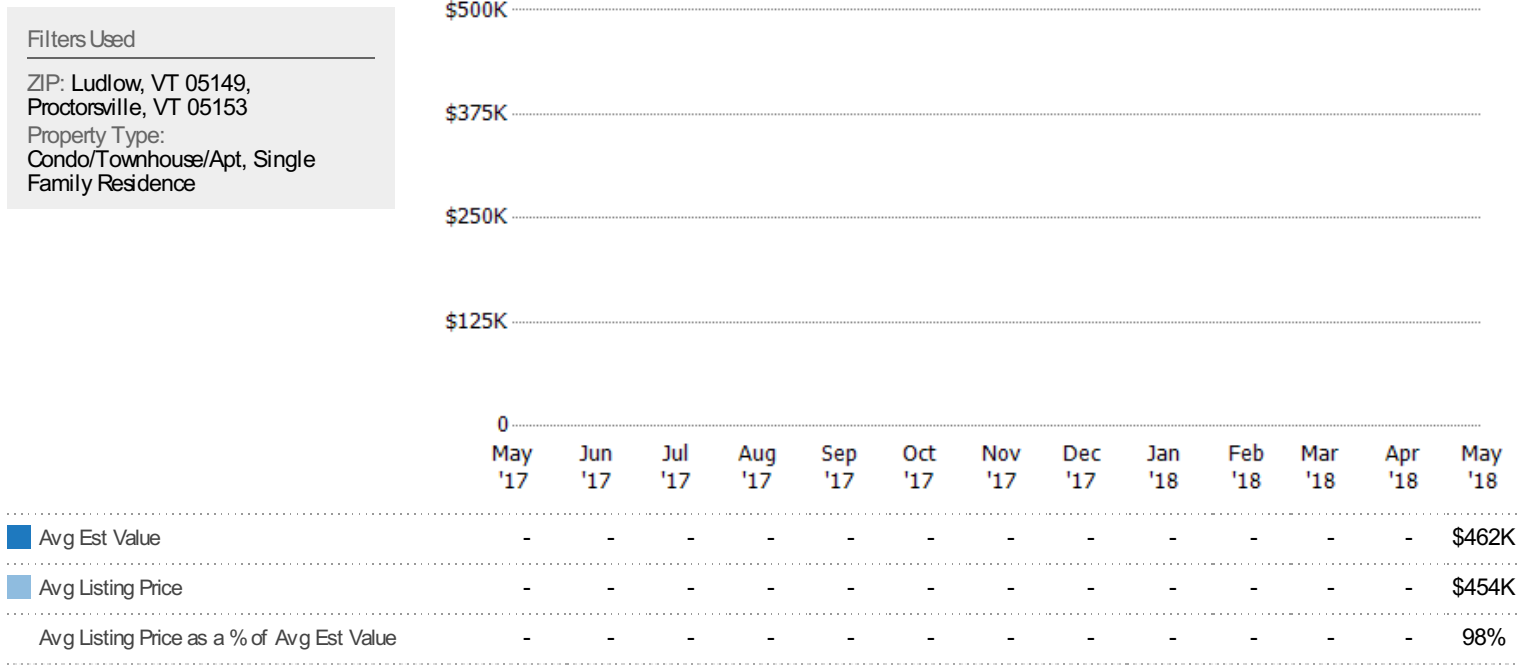 Filters Used
ZIP: Ludlow, VT 05149,
Proctorsville, VT 05153
Property Type:
Condo/Townhouse/Apt, Single
Family Residence
$500K
$375K
$250K
$125K
0
May Jun Jul Aug Sep Oct Nov Dec Jan Feb Mar Apr May
'17 '17 '17 '17 '17 '17 '17 '17 '18 '18 '18 '18 '18
Avg Est Value - - - - - - - - - - - - $462K
Avg Listing Price - - - - - - - - - - - - $454K
Avg Listing Price as a % of Avg Est Value - - - - - - - - - - - - 98%